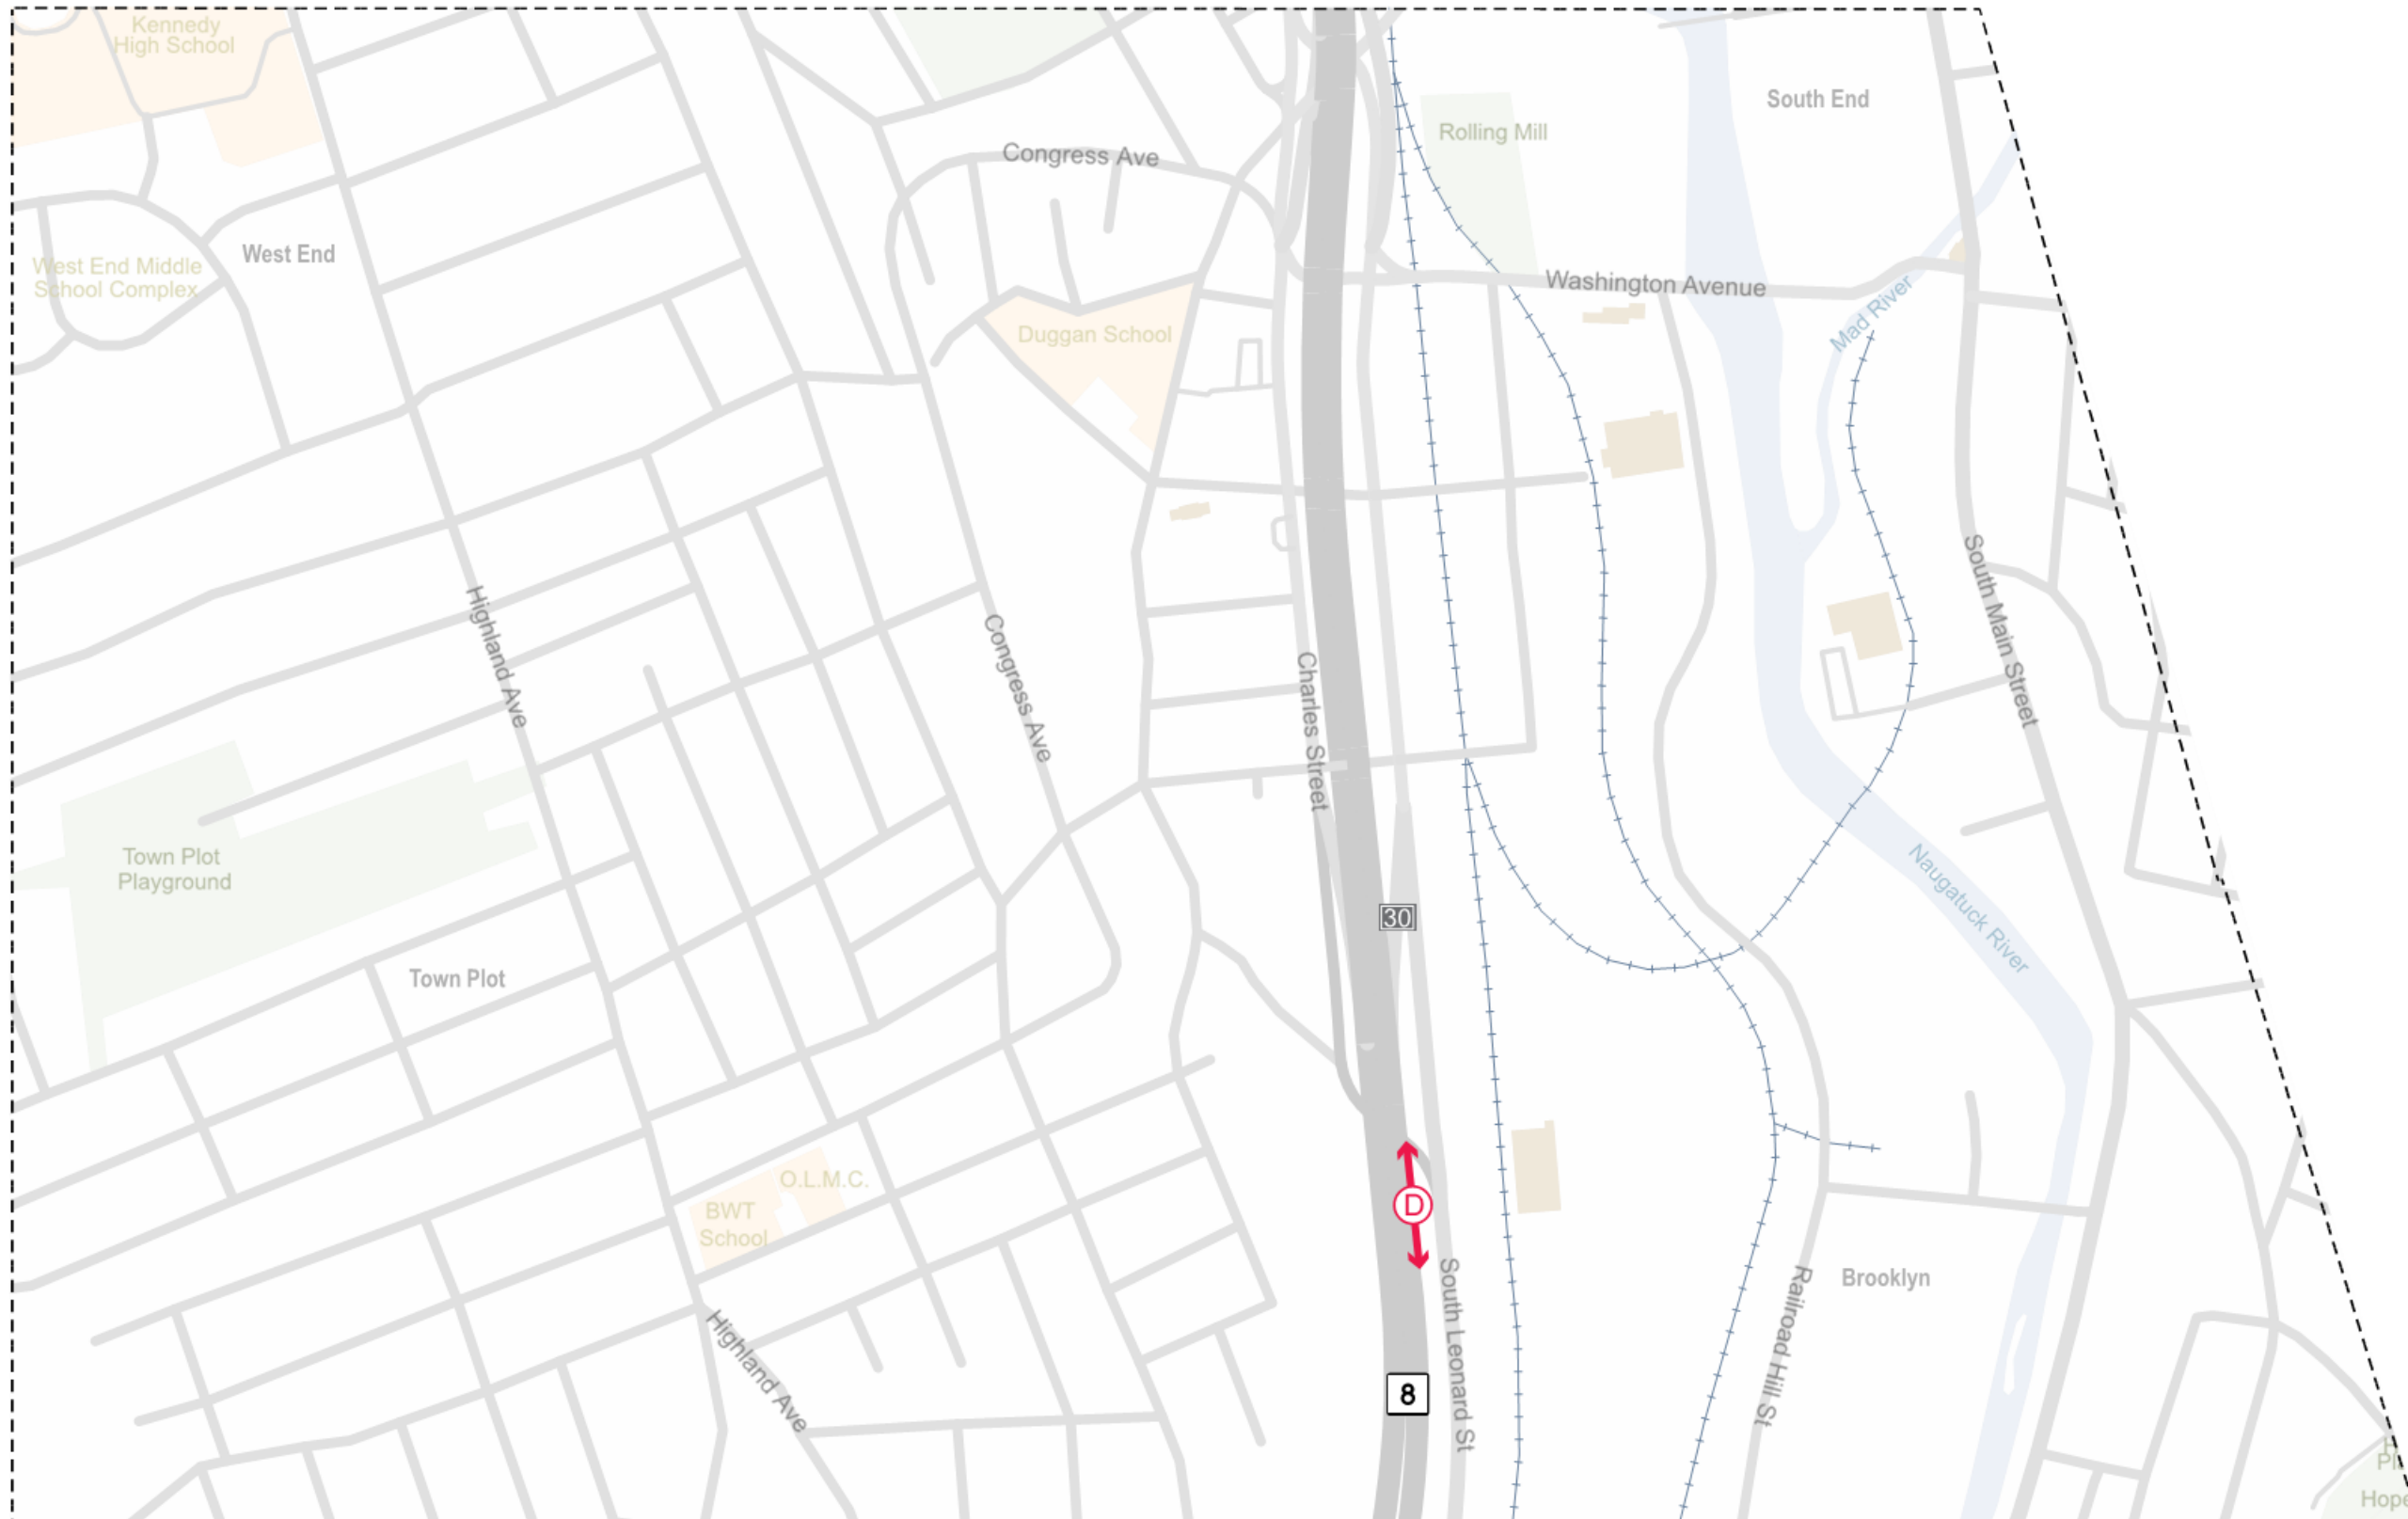 Kennedy
High School
South End
Rolling Mill
Congress Ave
West End
West End Middle
School Complex
Washington Avenue
Mad River
Duggan School
Highland Ave
Congress Ave
Charles Street
South Main Street
Town Plot
Playground
30
Naugatuck River
Town Plot
O.L.M.C.
BWT
School
D
South Leonard St
Railroad Hill St
Brooklyn
Highland Ave
8
Hope